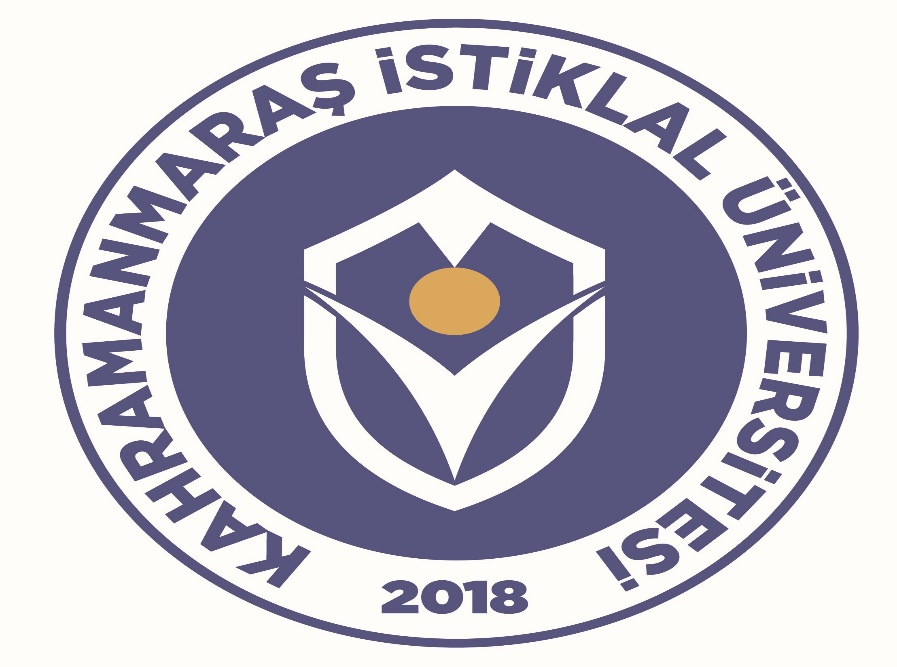 KAHRAMANMARAŞ İSTİKLAL ÜNİVERSİTESİ
2018